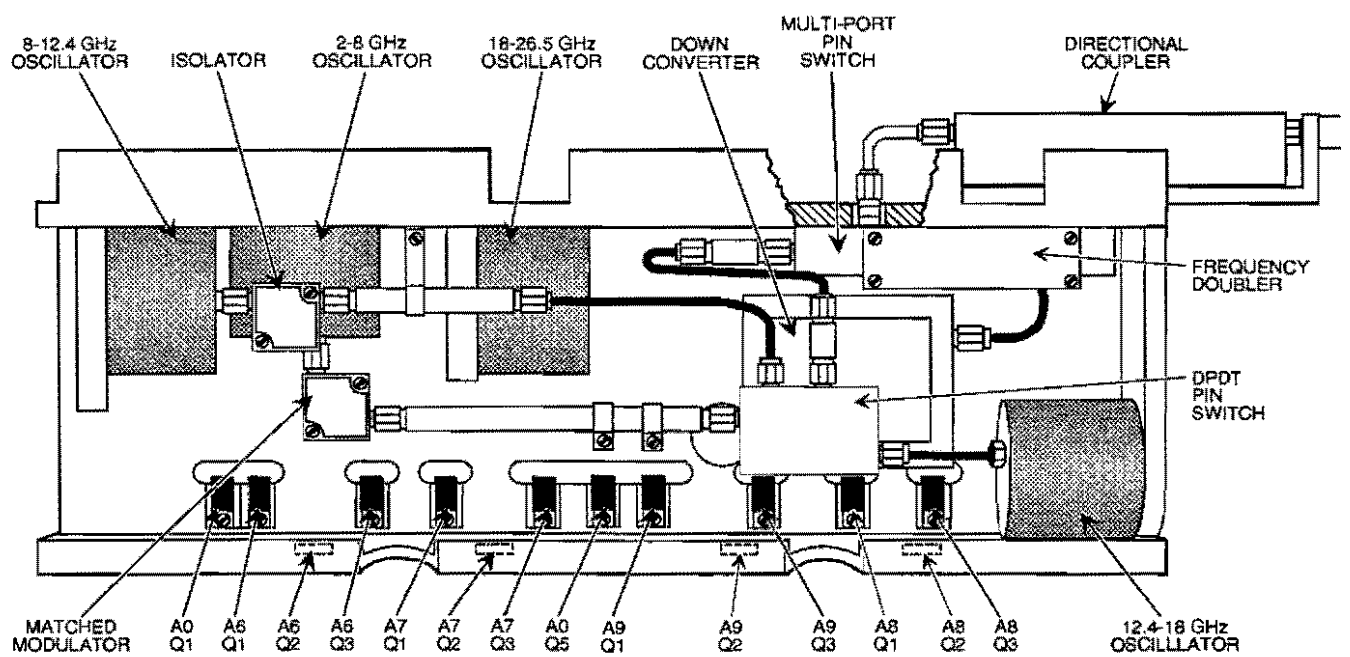 8-12.4 GHz
OSCILLATOR
ISOLATOR
2-8 GHz
OSCILLATOR
18-26.5 GHz
OSCILLATOR
DOWN
CONVERTER
MULTI-PORT
PIN
SWITCH
DIRECTIONAL
COUPLER
FREQUENCY
DOUBLER
DPDT
PIN
SWITCH
MATCHED
MODULATOR
A0
Q1
A6
Q1
A6
Q2
A6
Q3
A7
Q1
A7
Q2
A7
Q3
A0
Q5
A9
Q1
A9
Q2
A9
Q3
A8
Q1
A8
Q2
A8
Q3
12.4-18 GHz
OSCILLLATOR